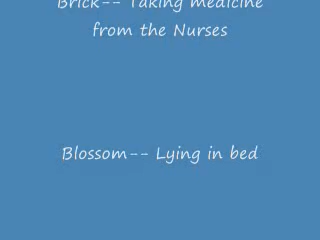 Brick-- Taking medicine
from the Nurses
Blossom-- Lying in bed